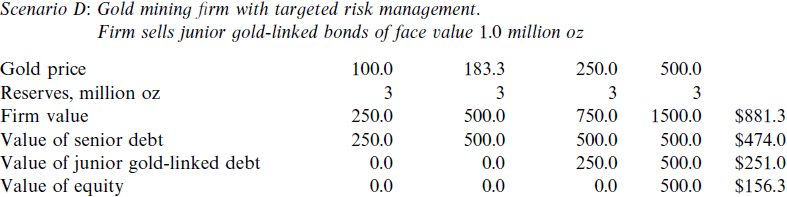 Scenario D: Gold mining firm with targeted risk management.
Firm sells junior gold-linked bonds of face value 1.0 million oz
Gold price 100.0 183.3 250.0 500.0
Reserves, million oz 3 3 3 3
Firm value 250.0 500.0 750.0 1500.0 $881.3
Value of senior debt 250.0 500.0 500.0 500.0 $474.0
Value of junior gold-linked debt 0.0 0.0 250.0 500.0 $251.0
Value of equity 0.0 0.0 0.0 500.0 $156.3